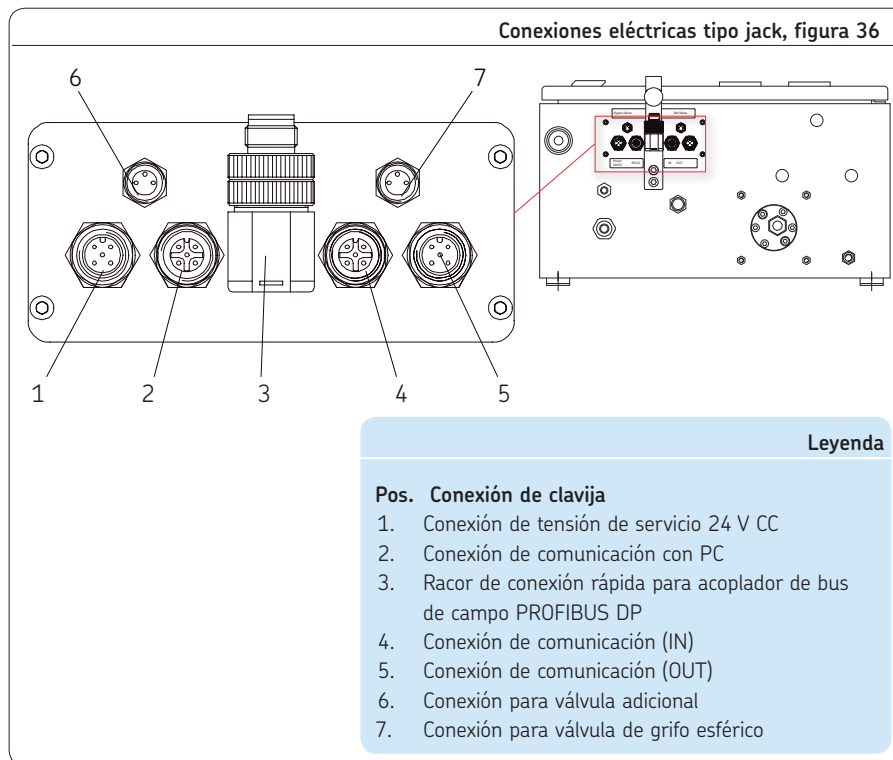 Conexiones eléctricas tipo jack, figura 36
6
7
1
2
3
4
5
Leyenda
Pos. Conexión de clavija
1. Conexión de tensión de servicio 24 V CC
2. Conexión de comunicación con PC
3. Racor de conexión rápida para acoplador de bus
de campo PROFIBUS DP
4. Conexión de comunicación (IN)
5. Conexión de comunicación (OUT)
6. Conexión para válvula adicional
7. Conexión para válvula de grifo esférico